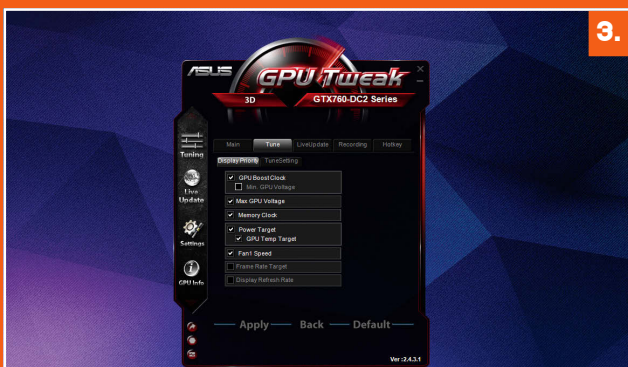 3.
ASUS GPU Tweak
3D GTX760-DC2 Series
Main Tune LiveUpdate Recording Hotkey
Display Priority TuneSetting
Tuning
Live
Update
Settings
GPU Info
GPU Boost Clock
Min. GPU Voltage
Max GPU Voltage
Memory Clock
Power Target
GPU Temp Target
Fan1 Speed
Frame Rate Target
Display Refresh Rate
Apply Back Default
Ver :2.4.3.1